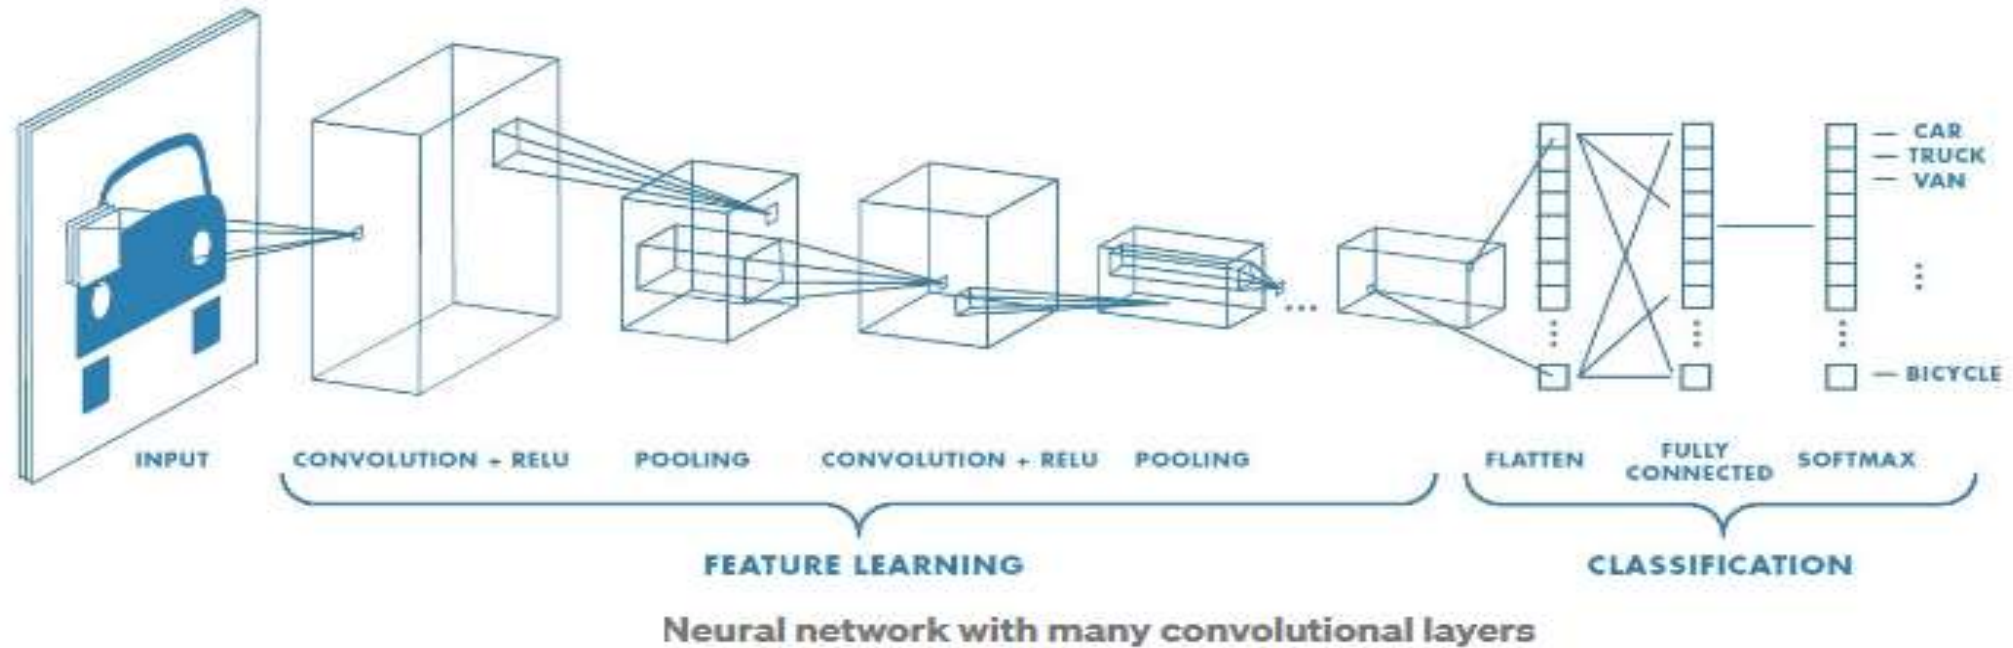 CAR
TRUCK
VAN
BICYCLE
INPUT
CONVOLUTION + RELU
POOLING
CONVOLUTION + RELU
POOLING
FLATTEN
FULLY
CONNECTED
SOFTMAX
FEATURE LEARNING
CLASSIFICATION
Neural network with many convolutional layers